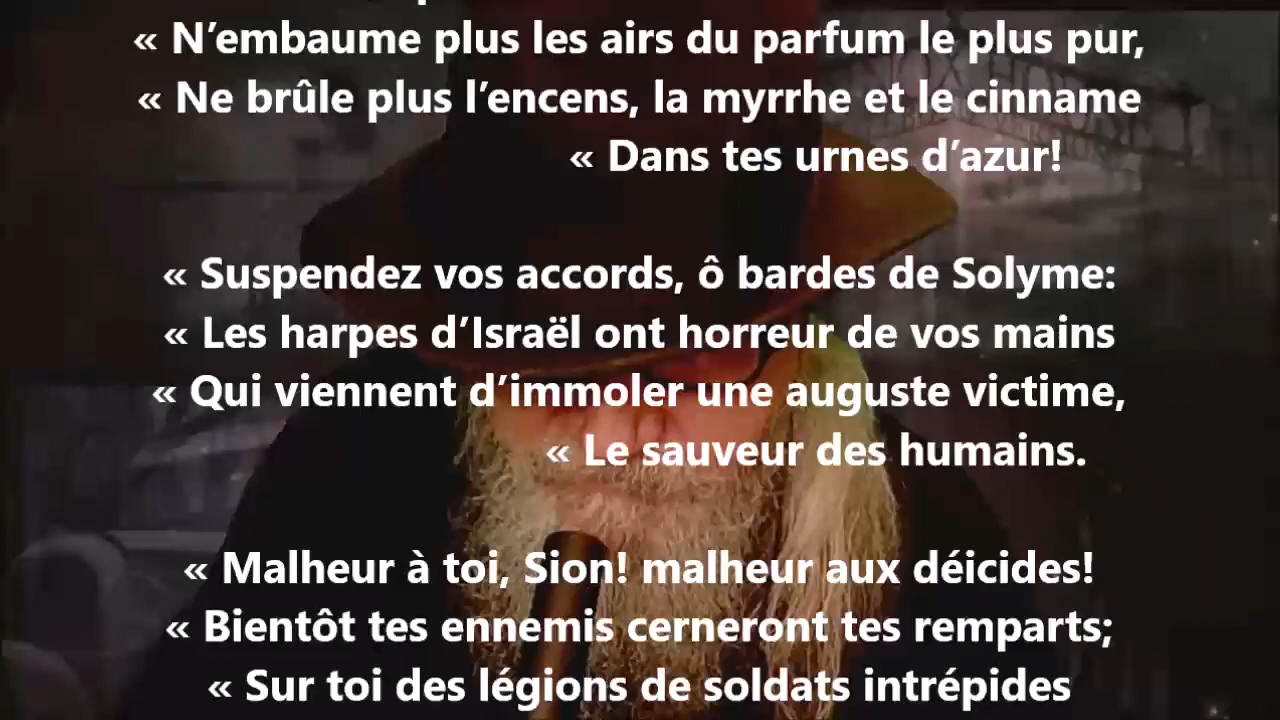 « N’embaume plus les airs du parfum le plus pur,
« Ne brûle plus l’encens, la myrrhe et le cinname
« Dans tes urnes d’azur!
« Suspendez vos accords, ô bardes de Solyme:
« Les harpes d’Israël ont horreur de vos mains
« Qui viennent d’immoler une auguste victime,
« Le sauveur des humains.
« Malheur à toi, Sion! malheur aux déicides!
« Bientôt tes ennemis cerneront tes remparts;
« Sur toi des légions de soldats intrépides